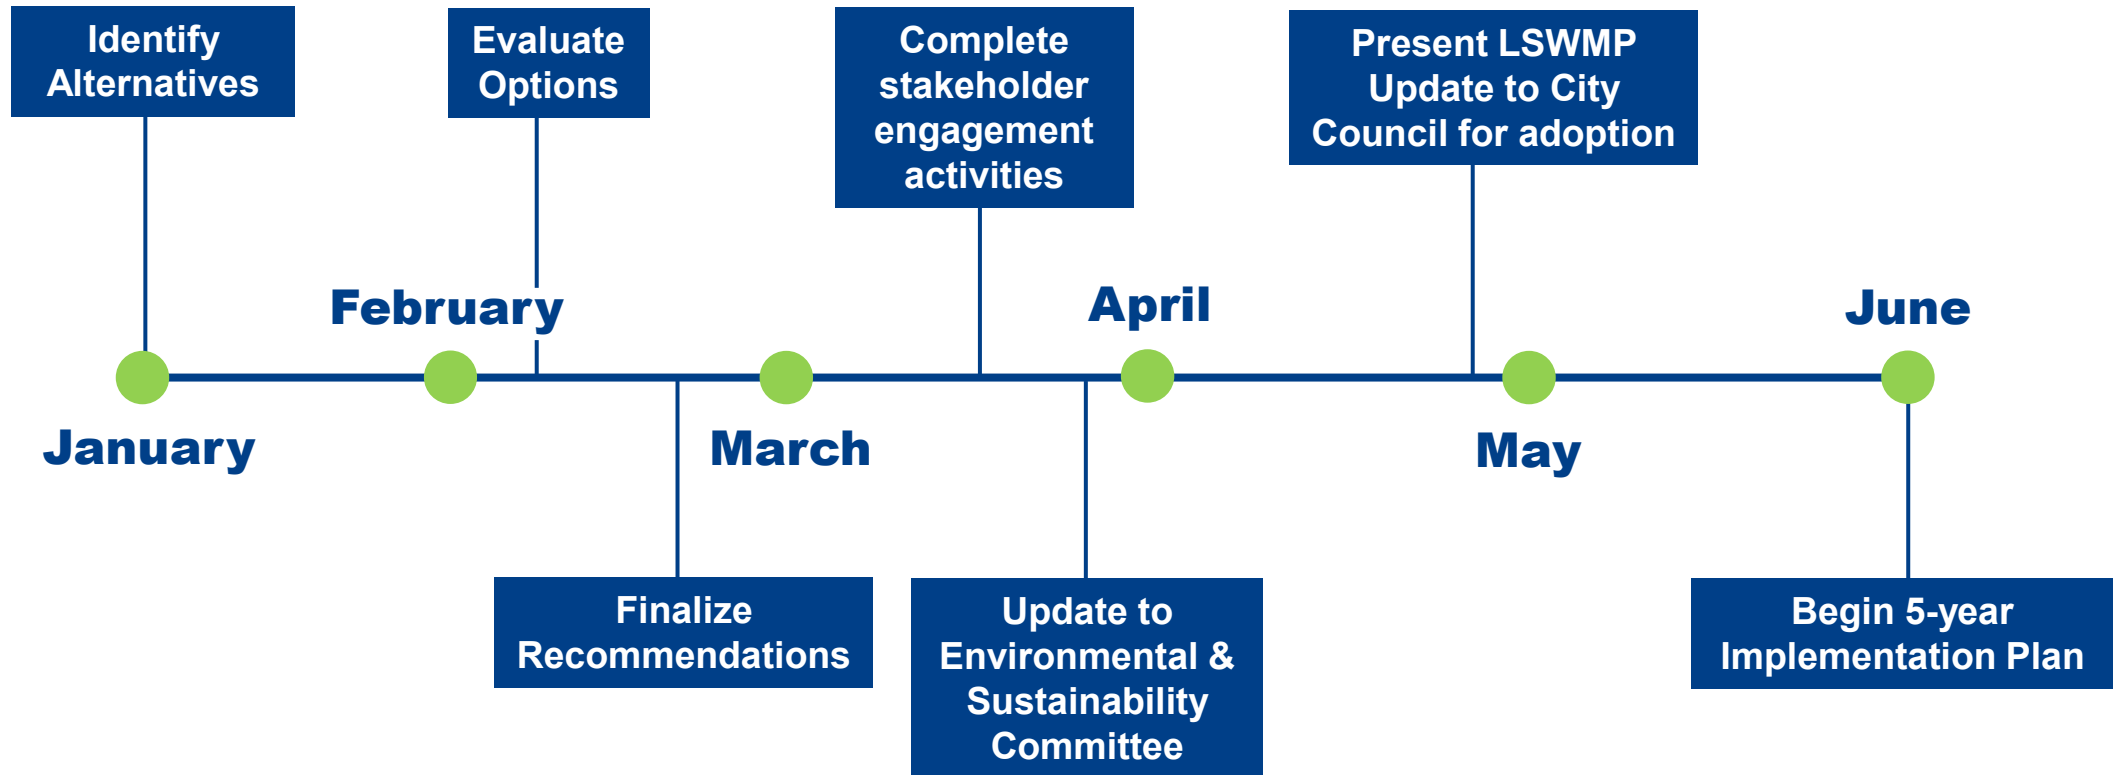 Identify
Alternatives
Evaluate
Options
Complete
stakeholder
engagement
activities
Present LSWMP
Update to City
Council for adoption
February
April
June
January
March
May
Finalize
Recommendations
Update to
Environmental &
Sustainability
Committee
Begin 5-year
Implementation Plan